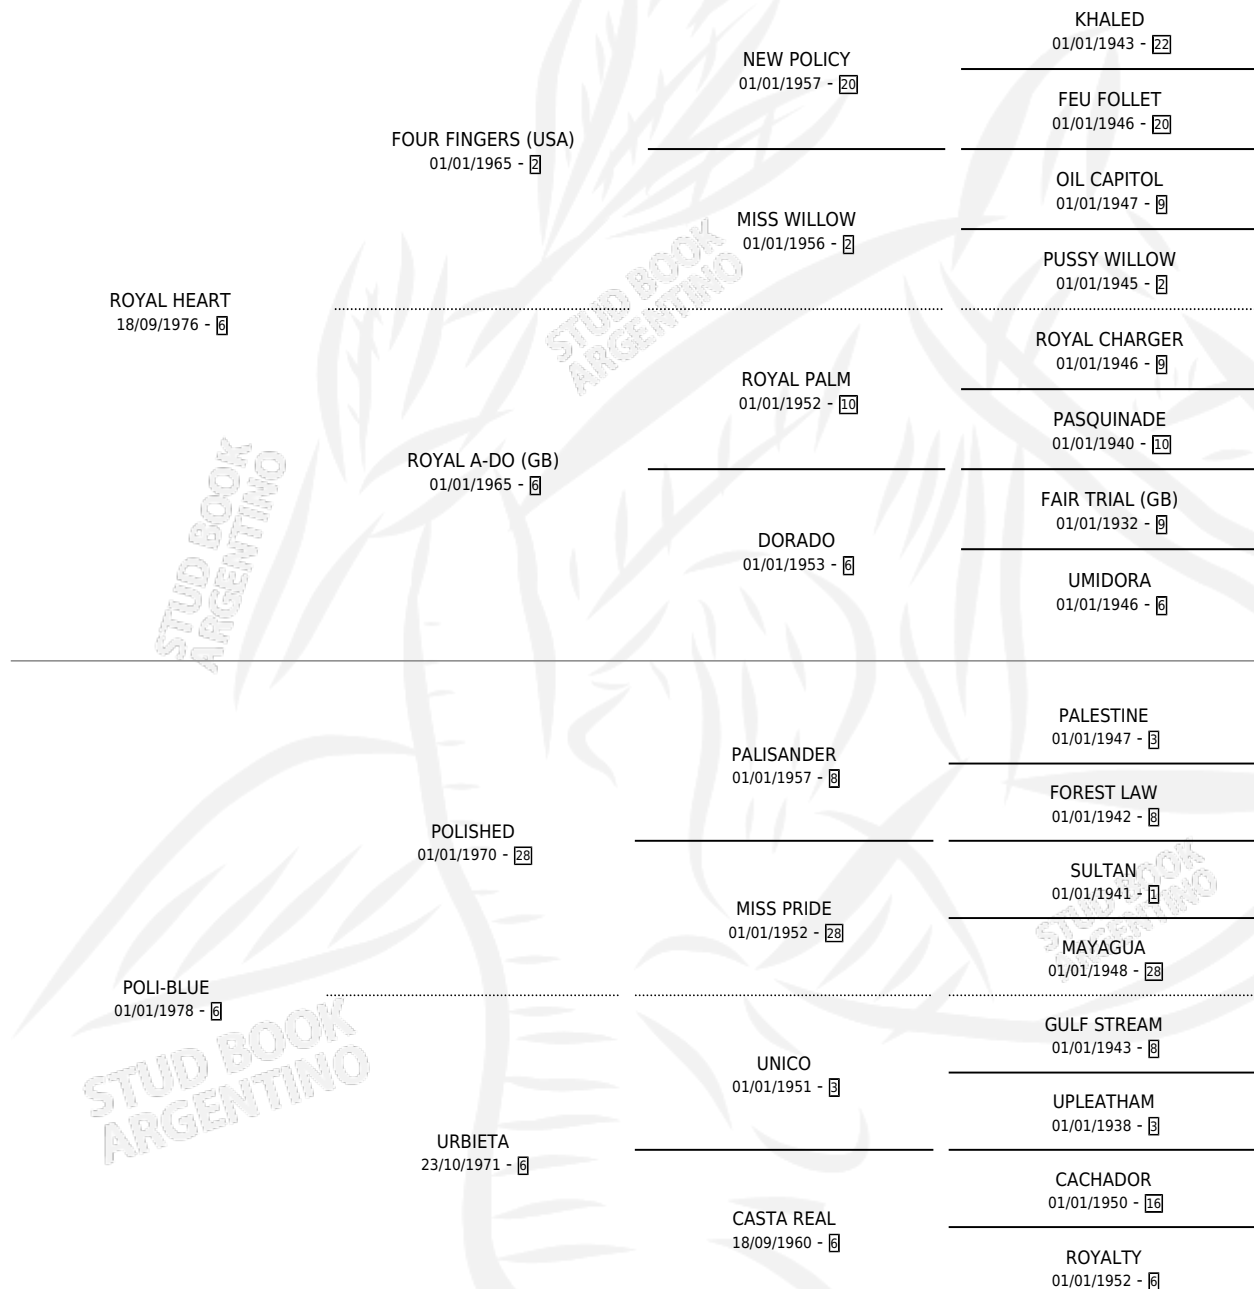 KHALED
01/01/1943 - 22
NEW POLICY
01/01/1957 - 20
FEU FOLLET
01/01/1946 - 20
FOUR FINGERS (USA)
01/01/1965 - 2
OIL CAPITOL
01/01/1947 - 9
MISS WILLOW
01/01/1956 - 2
PUSSY WILLOW
01/01/1945 - 2
ROYAL HEART
18/09/1976 - 6
ROYAL CHARGER
01/01/1946 - 9
ROYAL PALM
01/01/1952 - 10
PASQUINADE
01/01/1940 - 10
ROYAL A-DO (GB)
01/01/1965 - 6
FAIR TRIAL (GB)
01/01/1932 - 9
DORADO
01/01/1953 - 6
UMIDORA
01/01/1946 - 6
STUD BOOK
ARGENTINO
STUD BOOK
ARGENTINO
PALESTINE
01/01/1947 - 3
PALISANDER
01/01/1957 - 8
FOREST LAW
01/01/1942 - 8
POLISHED
01/01/1970 - 28
SULTAN
01/01/1941 - 1
MISS PRIDE
01/01/1952 - 28
MAYAGUA
01/01/1948 - 28
POLI-BLUE
01/01/1978 - 6
GULF STREAM
01/01/1943 - 8
UNICO
01/01/1951 - 3
UPLEATHAM
01/01/1938 - 3
URBIETA
23/10/1971 - 6
CACHADOR
01/01/1950 - 16
CASTA REAL
18/09/1960 - 6
ROYALTY
01/01/1952 - 6
STUD BOOK
ARGENTINO
STUD BOOK
ARGENTINO